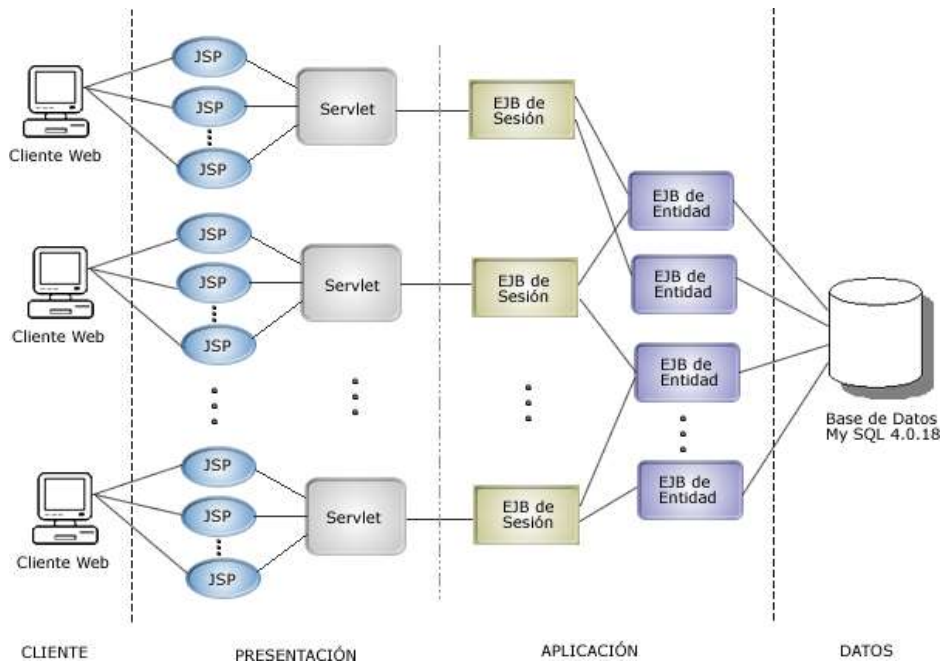 JSP
JSP
JSP
Servlet
EJB de
Sesión
Cliente Web
EJB de
Entidad
JSP
JSP
JSP
Servlet
EJB de
Sesión
EJB de
Entidad
Cliente Web
EJB de
Entidad
Base de Datos
My SQL 4.0.18
JSP
JSP
JSP
Servlet
EJB de
Sesión
EJB de
Entidad
Cliente Web
CLIENTE
PRESENTACIÓN
APLICACIÓN
DATOS